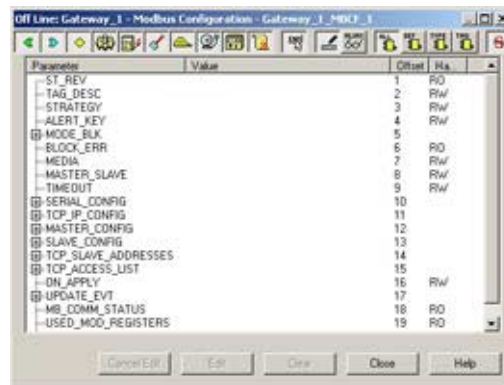 Off Line: Gateway_1 - Modbus Configuration - Gateway_1_MBCF_1
Parameter Value Offset Ha...
ST_REV 1 RO
TAG_DESC 2 RW
STRATEGY 3 RW
ALERT_KEY 4 RW
MODE_BLK 5
BLOCK_ERR 6 RO
MEDIA 7 RW
MASTER_SLAVE 8 RW
TIMEOUT 9 RW
SERIAL_CONFIG 10
TCP_IP_CONFIG 11
MASTER_CONFIG 12
SLAVE_CONFIG 13
TCP_SLAVE_ADDRESSES 14
TCP_ACCESS_LIST 15
ON_APPLY 16 RW
UPDATE_EVT 17
MB_COMM_STATUS 18 RO
USED_MOD_REGISTERS 19 RO
Cancel Edit Edit Clear Close Help